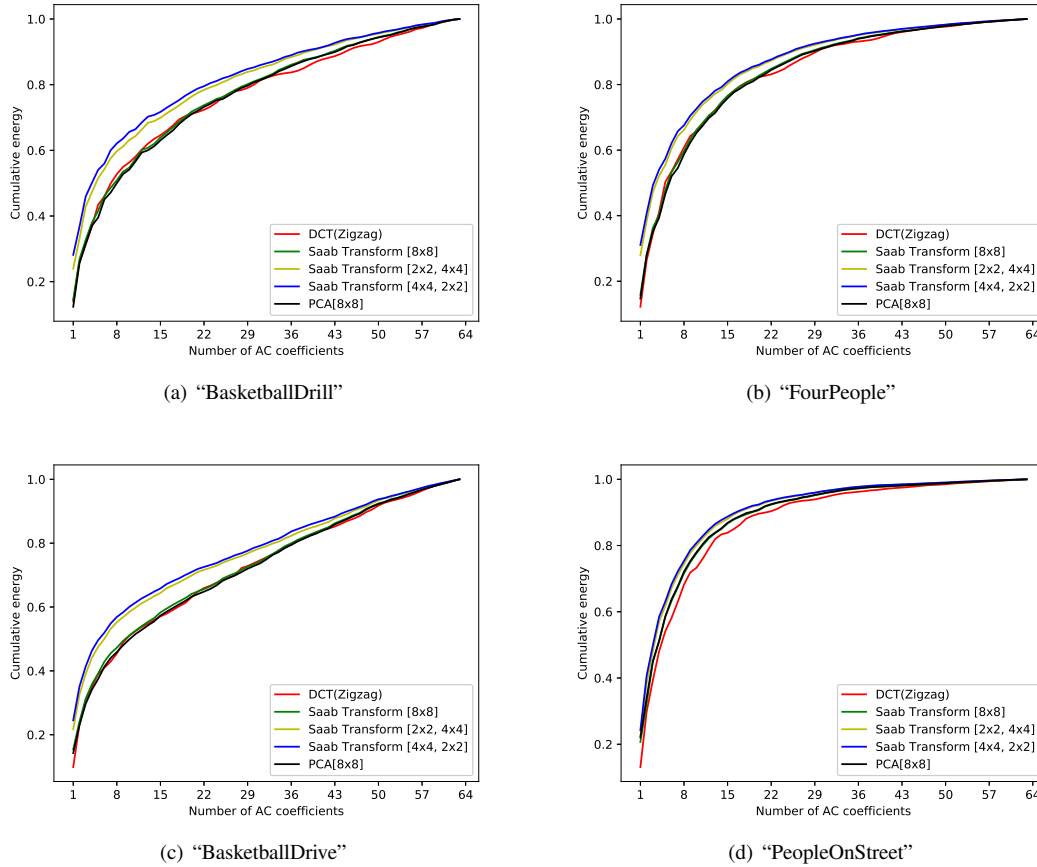 1.0
0.8
0.6
0.4
0.2
Cumulative energy
DCT(Zigzag)
Saab Transform [8x8]
Saab Transform [2x2, 4x4]
Saab Transform [4x4, 2x2]
PCA[8x8]
1 8 15 22 29 36 43 50 57 64
Number of AC coefficients
(a) “BasketballDrill”
1.0
0.8
0.6
0.4
0.2
Cumulative energy
DCT(Zigzag)
Saab Transform [8x8]
Saab Transform [2x2, 4x4]
Saab Transform [4x4, 2x2]
PCA[8x8]
1 8 15 22 29 36 43 50 57 64
Number of AC coefficients
(b) “FourPeople”
1.0
0.8
0.6
0.4
0.2
Cumulative energy
DCT(Zigzag)
Saab Transform [8x8]
Saab Transform [2x2, 4x4]
Saab Transform [4x4, 2x2]
PCA[8x8]
1 8 15 22 29 36 43 50 57 64
Number of AC coefficients
(c) “BasketballDrive”
1.0
0.8
0.6
0.4
0.2
Cumulative energy
DCT(Zigzag)
Saab Transform [8x8]
Saab Transform [2x2, 4x4]
Saab Transform [4x4, 2x2]
PCA[8x8]
1 8 15 22 29 36 43 50 57 64
Number of AC coefficients
(d) “PeopleOnStreet”